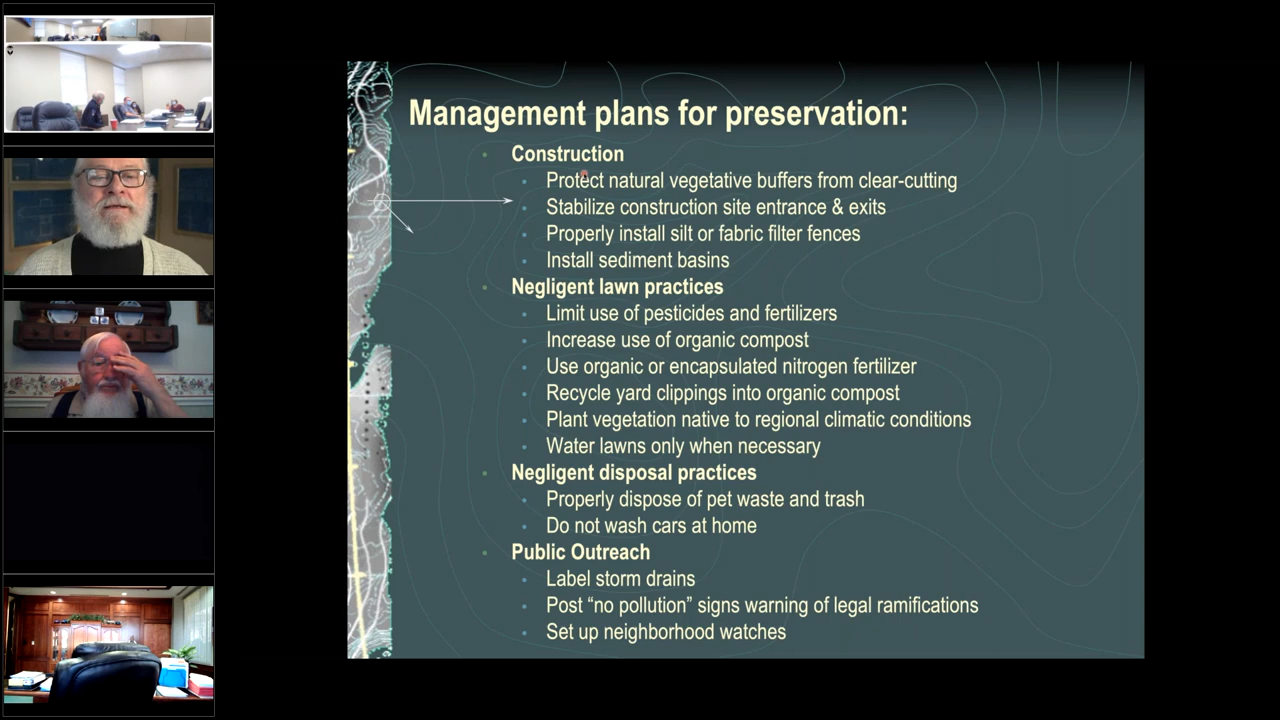 Management plans for preservation:
Construction
Protect natural vegetative buffers from clear-cutting
Stabilize construction site entrance & exits
Properly install silt or fabric filter fences
Install sediment basins
Negligent lawn practices
Limit use of pesticides and fertilizers
Increase use of organic compost
Use organic or encapsulated nitrogen fertilizer
Recycle yard clippings into organic compost
Plant vegetation native to regional climatic conditions
Water lawns only when necessary
Negligent disposal practices
Properly dispose of pet waste and trash
Do not wash cars at home
Public Outreach
Label storm drains
Post “no pollution” signs warning of legal ramifications
Set up neighborhood watches